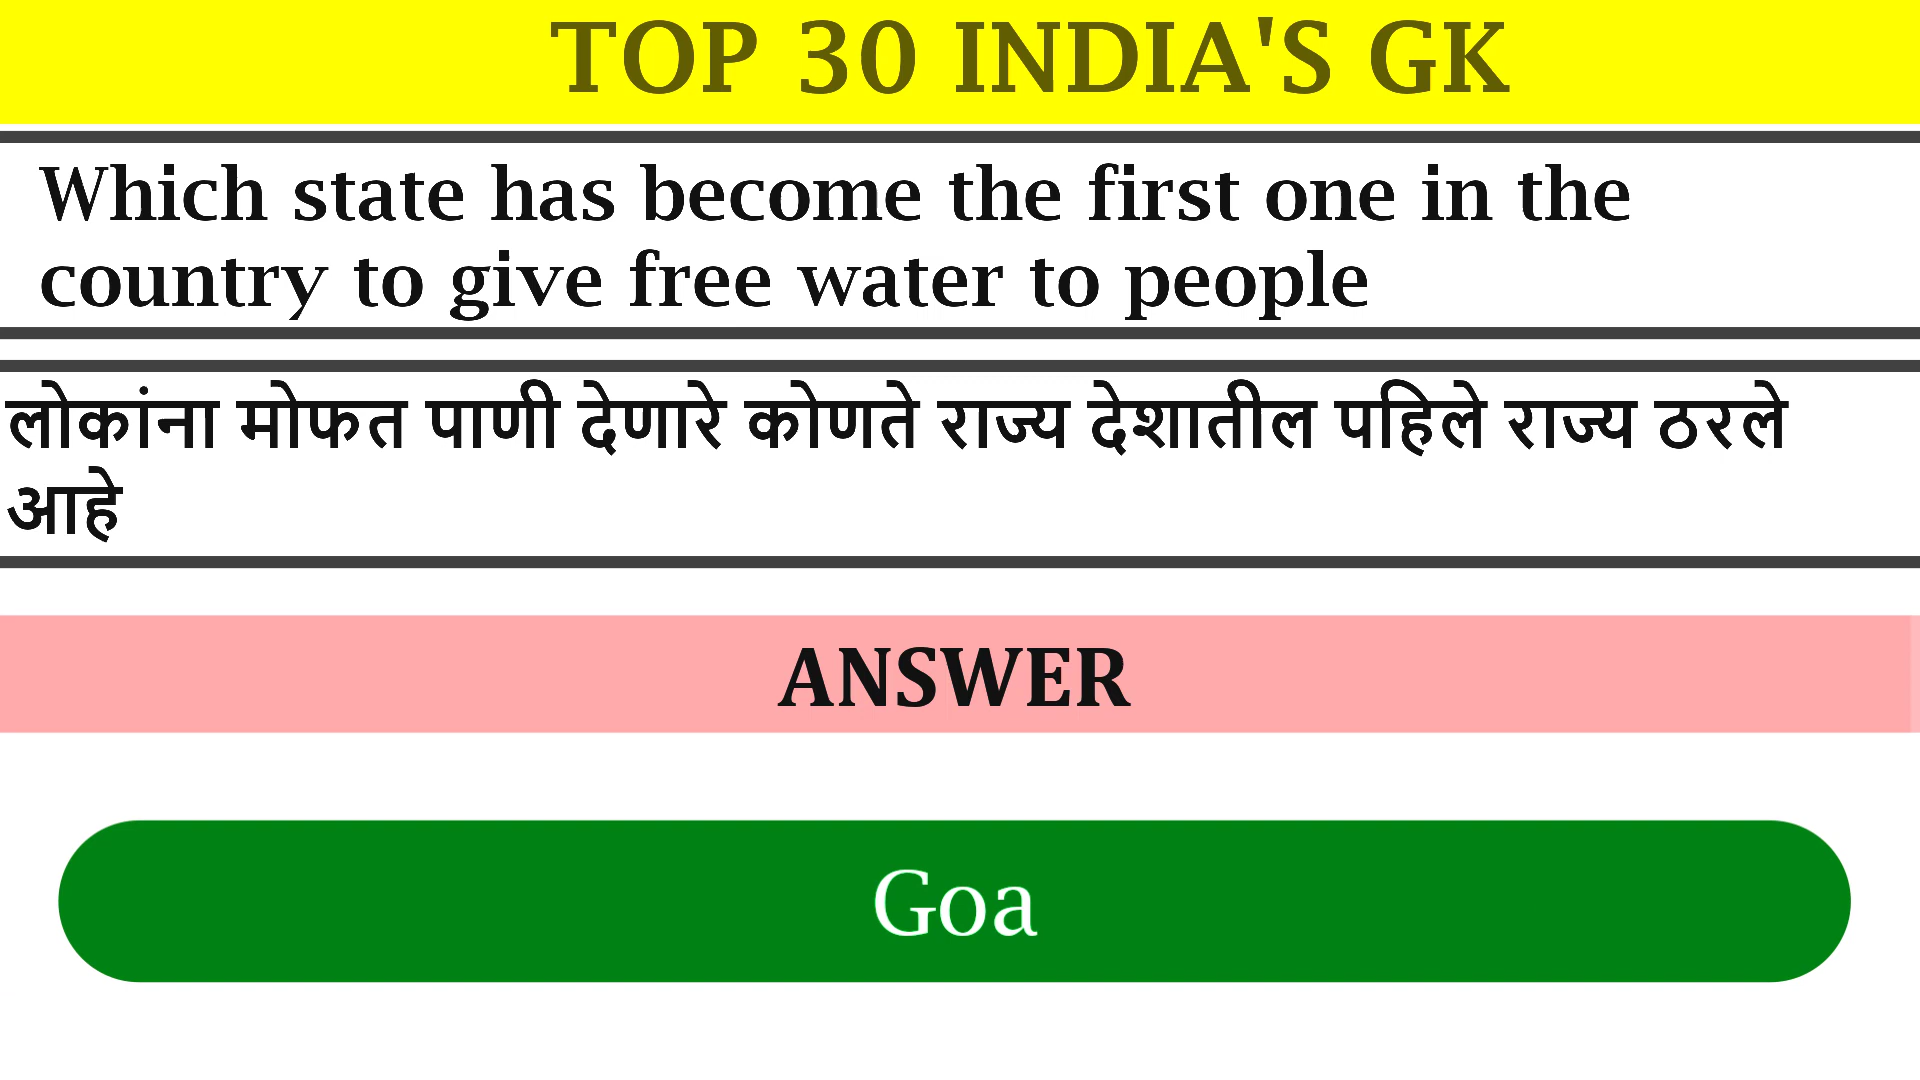 TOP 30 INDIA'S GK
Which state has become the first one in the
country to give free water to people
लोकांना मोफत पाणी देणारे कोणते राज्य देशातील पहिले राज्य ठरले
आहे
ANSWER
Goa